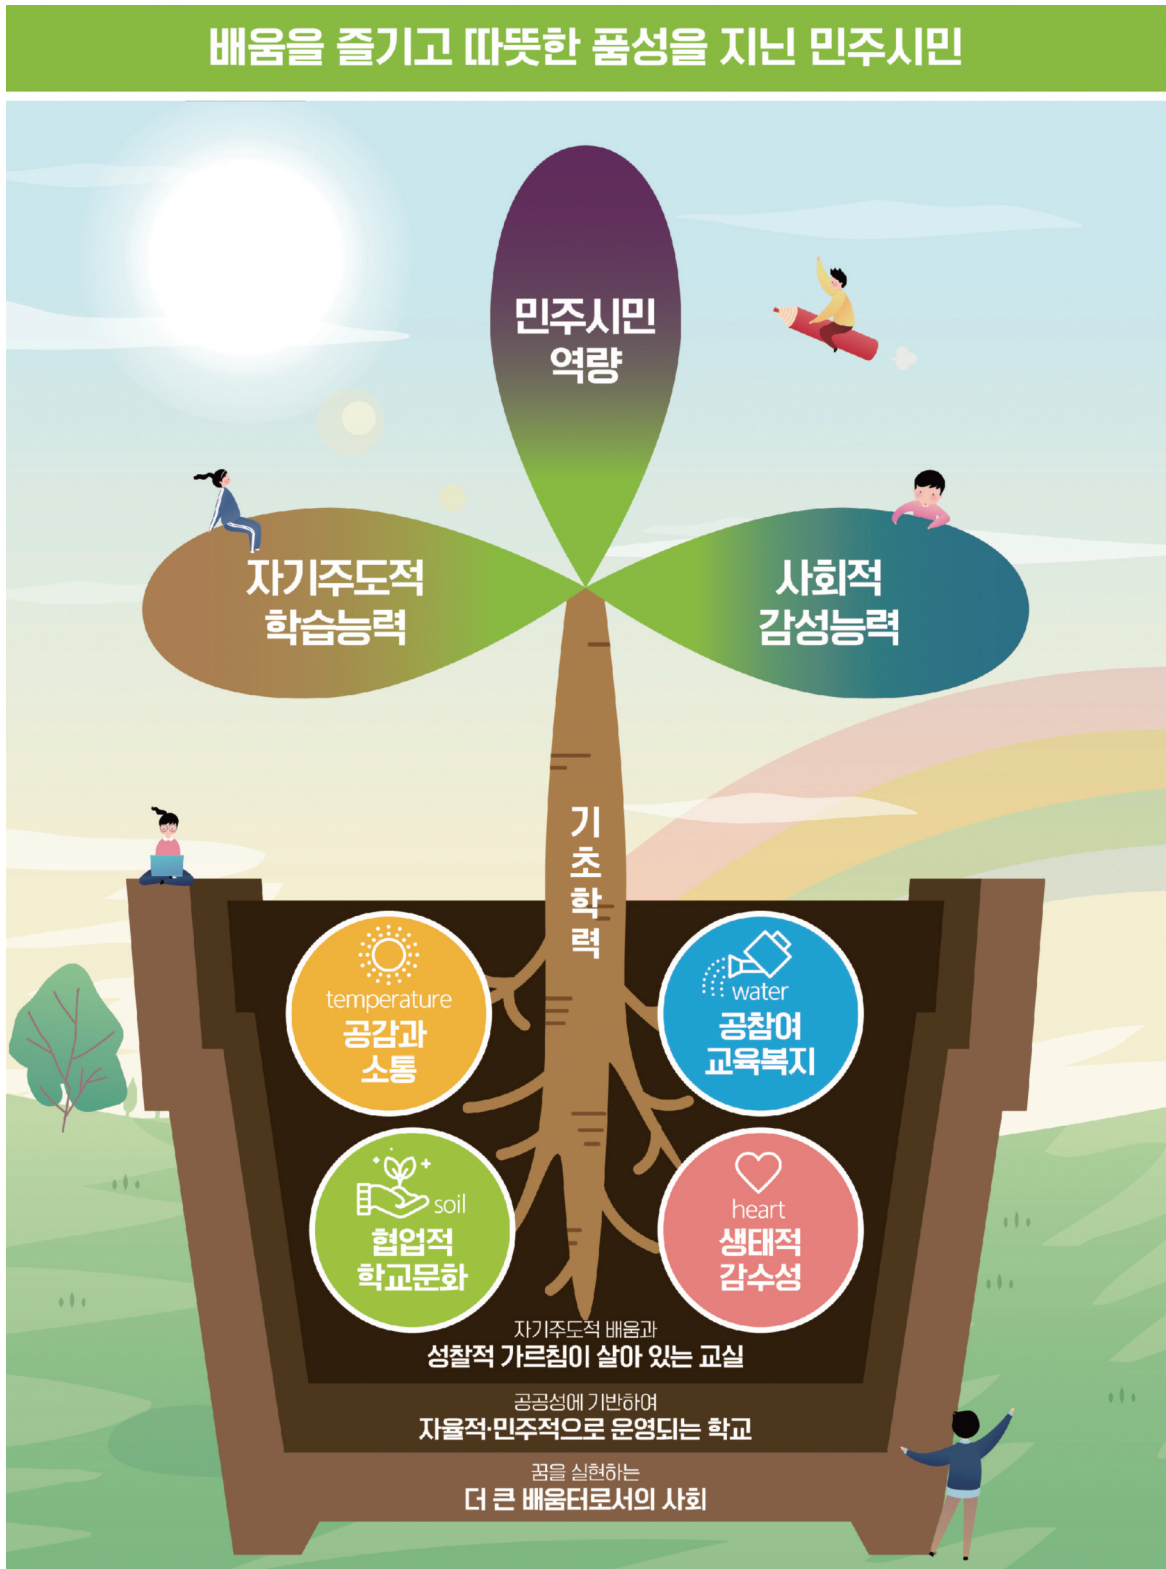 배움을 즐기고 따뜻한 품성을 지닌 민주시민
민주시민
역량
자기주도적
학습능력
사회적
감성능력
기
초
학
력
temperature
공감과
소통
water
공참여
교육복지
soil
협업적
학교문화
heart
생태적
감수성
자기주도적 배움과
성찰적 가르침이 살아 있는 교실
공공성에 기반하여
자율적·민주적으로 운영되는 학교
꿈을 실현하는
더 큰 배움터로서의 사회